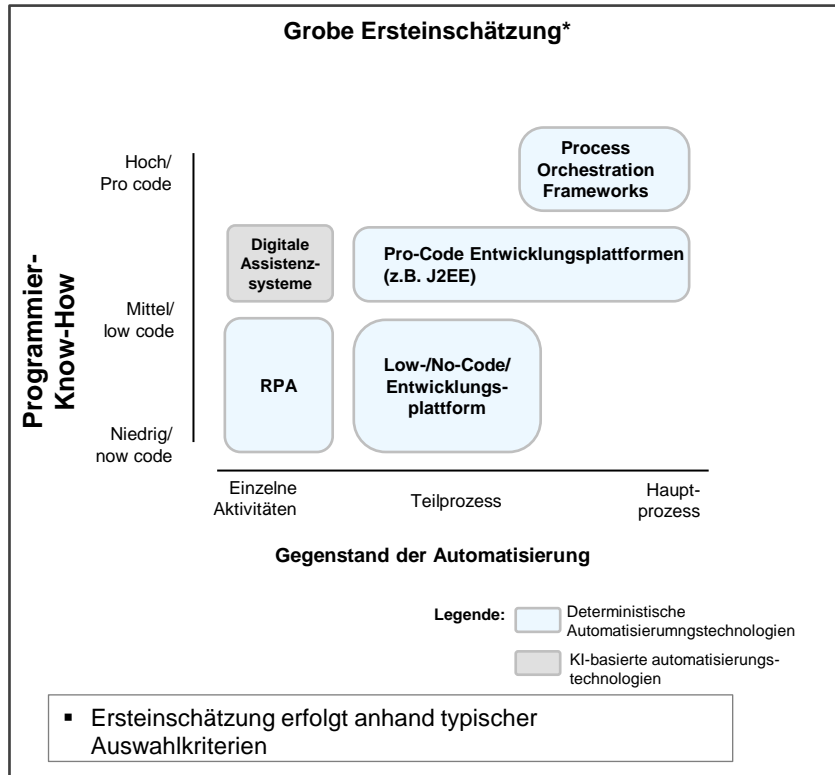 Grobe Ersteinschätzung*
Programmier-
Know-How
Hoch/
Pro code
Mittel/
low code
Niedrig/
now code
Process
Orchestration
Frameworks
Digitale
Assistenz-
systeme
Pro-Code Entwicklungsplattformen
(z.B. J2EE)
RPA
Low-/No-Code/
Entwicklungs-
plattform
Einzelne
Aktivitäten
Teilprozess
Haupt-
prozess
Gegenstand der Automatisierung
Legende:
Deterministische
Automatisierumngstechnologien
KI-basierte automatisierungs-
technologien
▪ Ersteinschätzung erfolgt anhand typischer
Auswahlkriterien